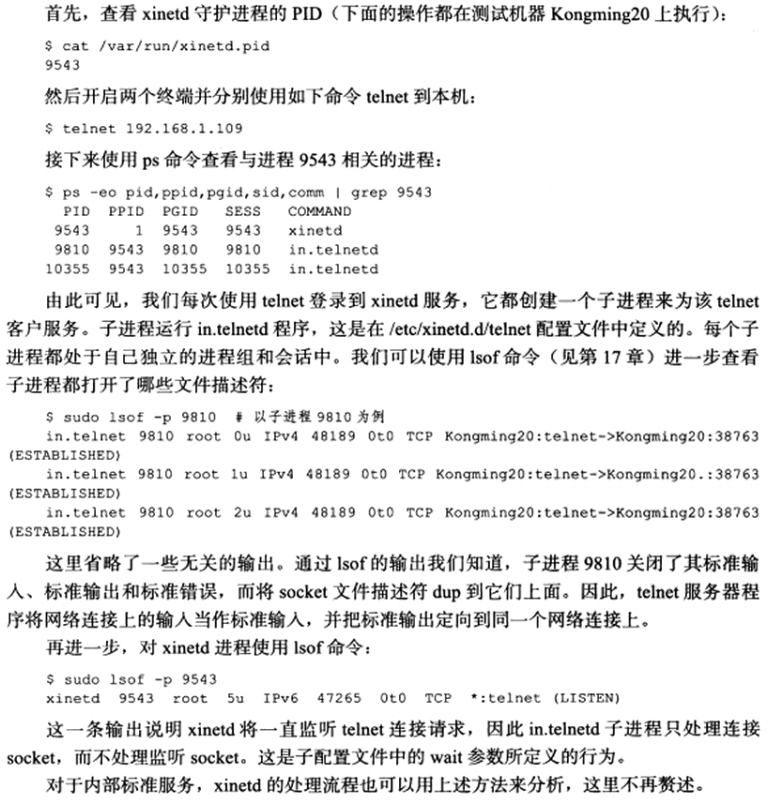 首先，查看 xinetd 守护进程的 PID（下面的操作都在测试机器 Kongming20 上执行）：
$ cat /var/run/xinetd.pid
9543
然后开启两个终端并分别使用如下命令 telnet 到本机：
$ telnet 192.168.1.109
接下来使用 ps 命令查看与进程 9543 相关的进程：
$ ps -eo pid,ppid,pgid,sid,comm | grep 9543
PID PPID PGID SESS COMMAND
9543 1 9543 9543 xinetd
9810 9543 9810 9810 in.telnetd
10355 9543 10355 10355 in.telnetd
由此可见，我们每次使用 telnet 登录到 xinetd 服务，它都创建一个子进程来为该 telnet
客户服务。子进程运行 in.telnetd 程序，这是在 /etc/xinetd.d/telnet 配置文件中定义的。每个子
进程都处于自己独立的进程组和会话中。我们可以使用 lsof 命令（见第 17 章）进一步查看
子进程都打开了哪些文件描述符：
$ sudo lsof -p 9810 # 以子进程 9810 为例
in.telnet 9810 root 0u IPv4 48189 0t0 TCP Kongming20:telnet->Kongming20:38763
(ESTABLISHED)
in.telnet 9810 root 1u IPv4 48189 0t0 TCP Kongming20:telnet->Kongming20.:38763
(ESTABLISHED)
in.telnet 9810 root 2u IPv4 48189 0t0 TCP Kongming20:telnet->Kongming20:38763
(ESTABLISHED)
这里省略了一些无关的输出。通过 lsof 的输出我们知道，子进程 9810 关闭了其标准输
入、标准输出和标准错误，而将 socket 文件描述符 dup 到它们上面。因此，telnet 服务器程
序将网络连接上的输入当作标准输入，并把标准输出定向到同一个网络连接上。
再进一步，对 xinetd 进程使用 lsof 命令：
$ sudo lsof -p 9543
xinetd 9543 root 5u IPv6 47265 0t0 TCP *:telnet (LISTEN)
这一条输出说明 xinetd 将一直监听 telnet 连接请求，因此 in.telnetd 子进程只处理连接
socket，而不处理监听 socket。这是子配置文件中的 wait 参数所定义的行为。
对于内部标准服务，xinetd 的处理流程也可以用上述方法来分析，这里不再赘述。